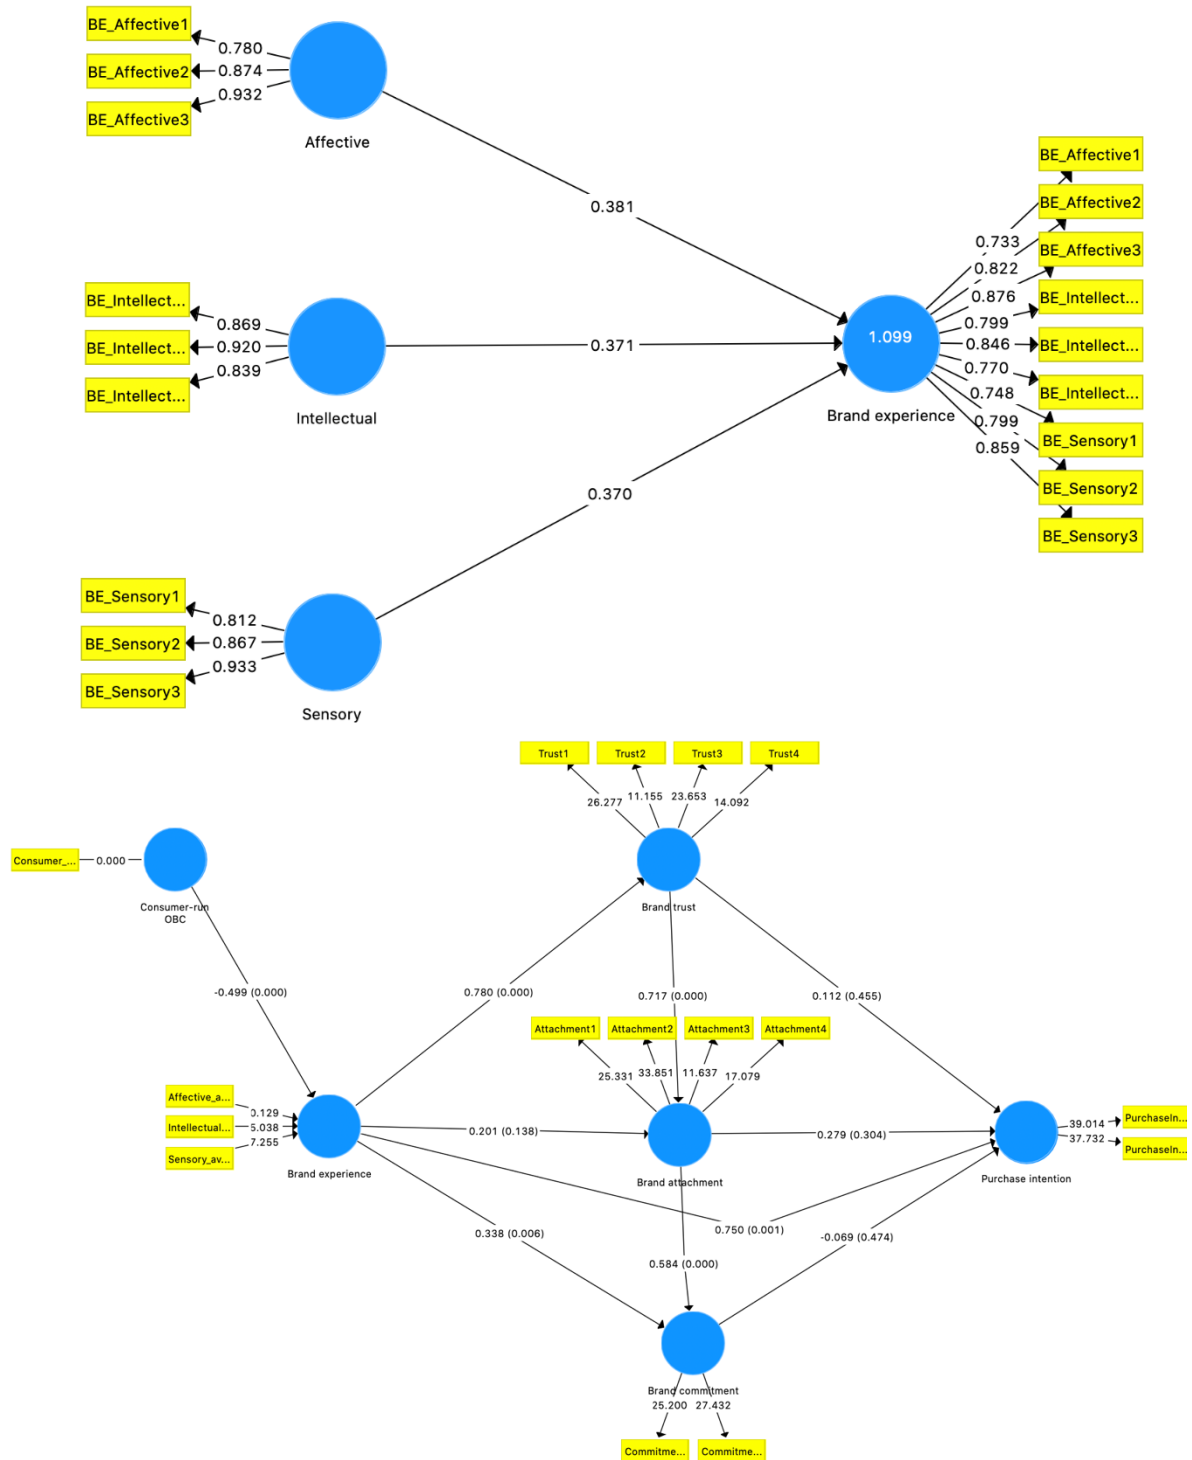 BE_Affective1
BE_Affective2
BE_Affective3
0.780
0.874
0.932
Affective
0.381
BE_Intellect...
BE_Intellect...
BE_Intellect...
0.869
0.920
0.839
Intellectual
0.371
BE_Sensory1
BE_Sensory2
BE_Sensory3
0.812
0.867
0.933
Sensory
0.370
1.099
Brand experience
0.733
0.822
0.876
0.799
0.846
0.770
0.748
0.799
0.859
BE_Affective1
BE_Affective2
BE_Affective3
BE_Intellect...
BE_Intellect...
BE_Intellect...
BE_Sensory1
BE_Sensory2
BE_Sensory3
Trust1
Trust2
Trust3
Trust4
26.277
11.155
23.653
14.092
Brand trust
Consumer_...
0.000
Consumer-run
OBC
-0.499 (0.000)
0.780 (0.000)
0.717 (0.000)
0.112 (0.455)
Attachment1
Attachment2
Attachment3
Attachment4
25.331
33.851
11.637
17.079
Affective_a...
Intellectual...
Sensory_av...
0.129
5.038
7.255
Brand experience
0.201 (0.138)
Brand attachment
0.279 (0.304)
39.014
37.732
PurchaseIn...
PurchaseIn...
Purchase intention
0.750 (0.001)
0.338 (0.006)
-0.069 (0.474)
0.584 (0.000)
Brand commitment
25.200
27.432
Commitme...
Commitme...